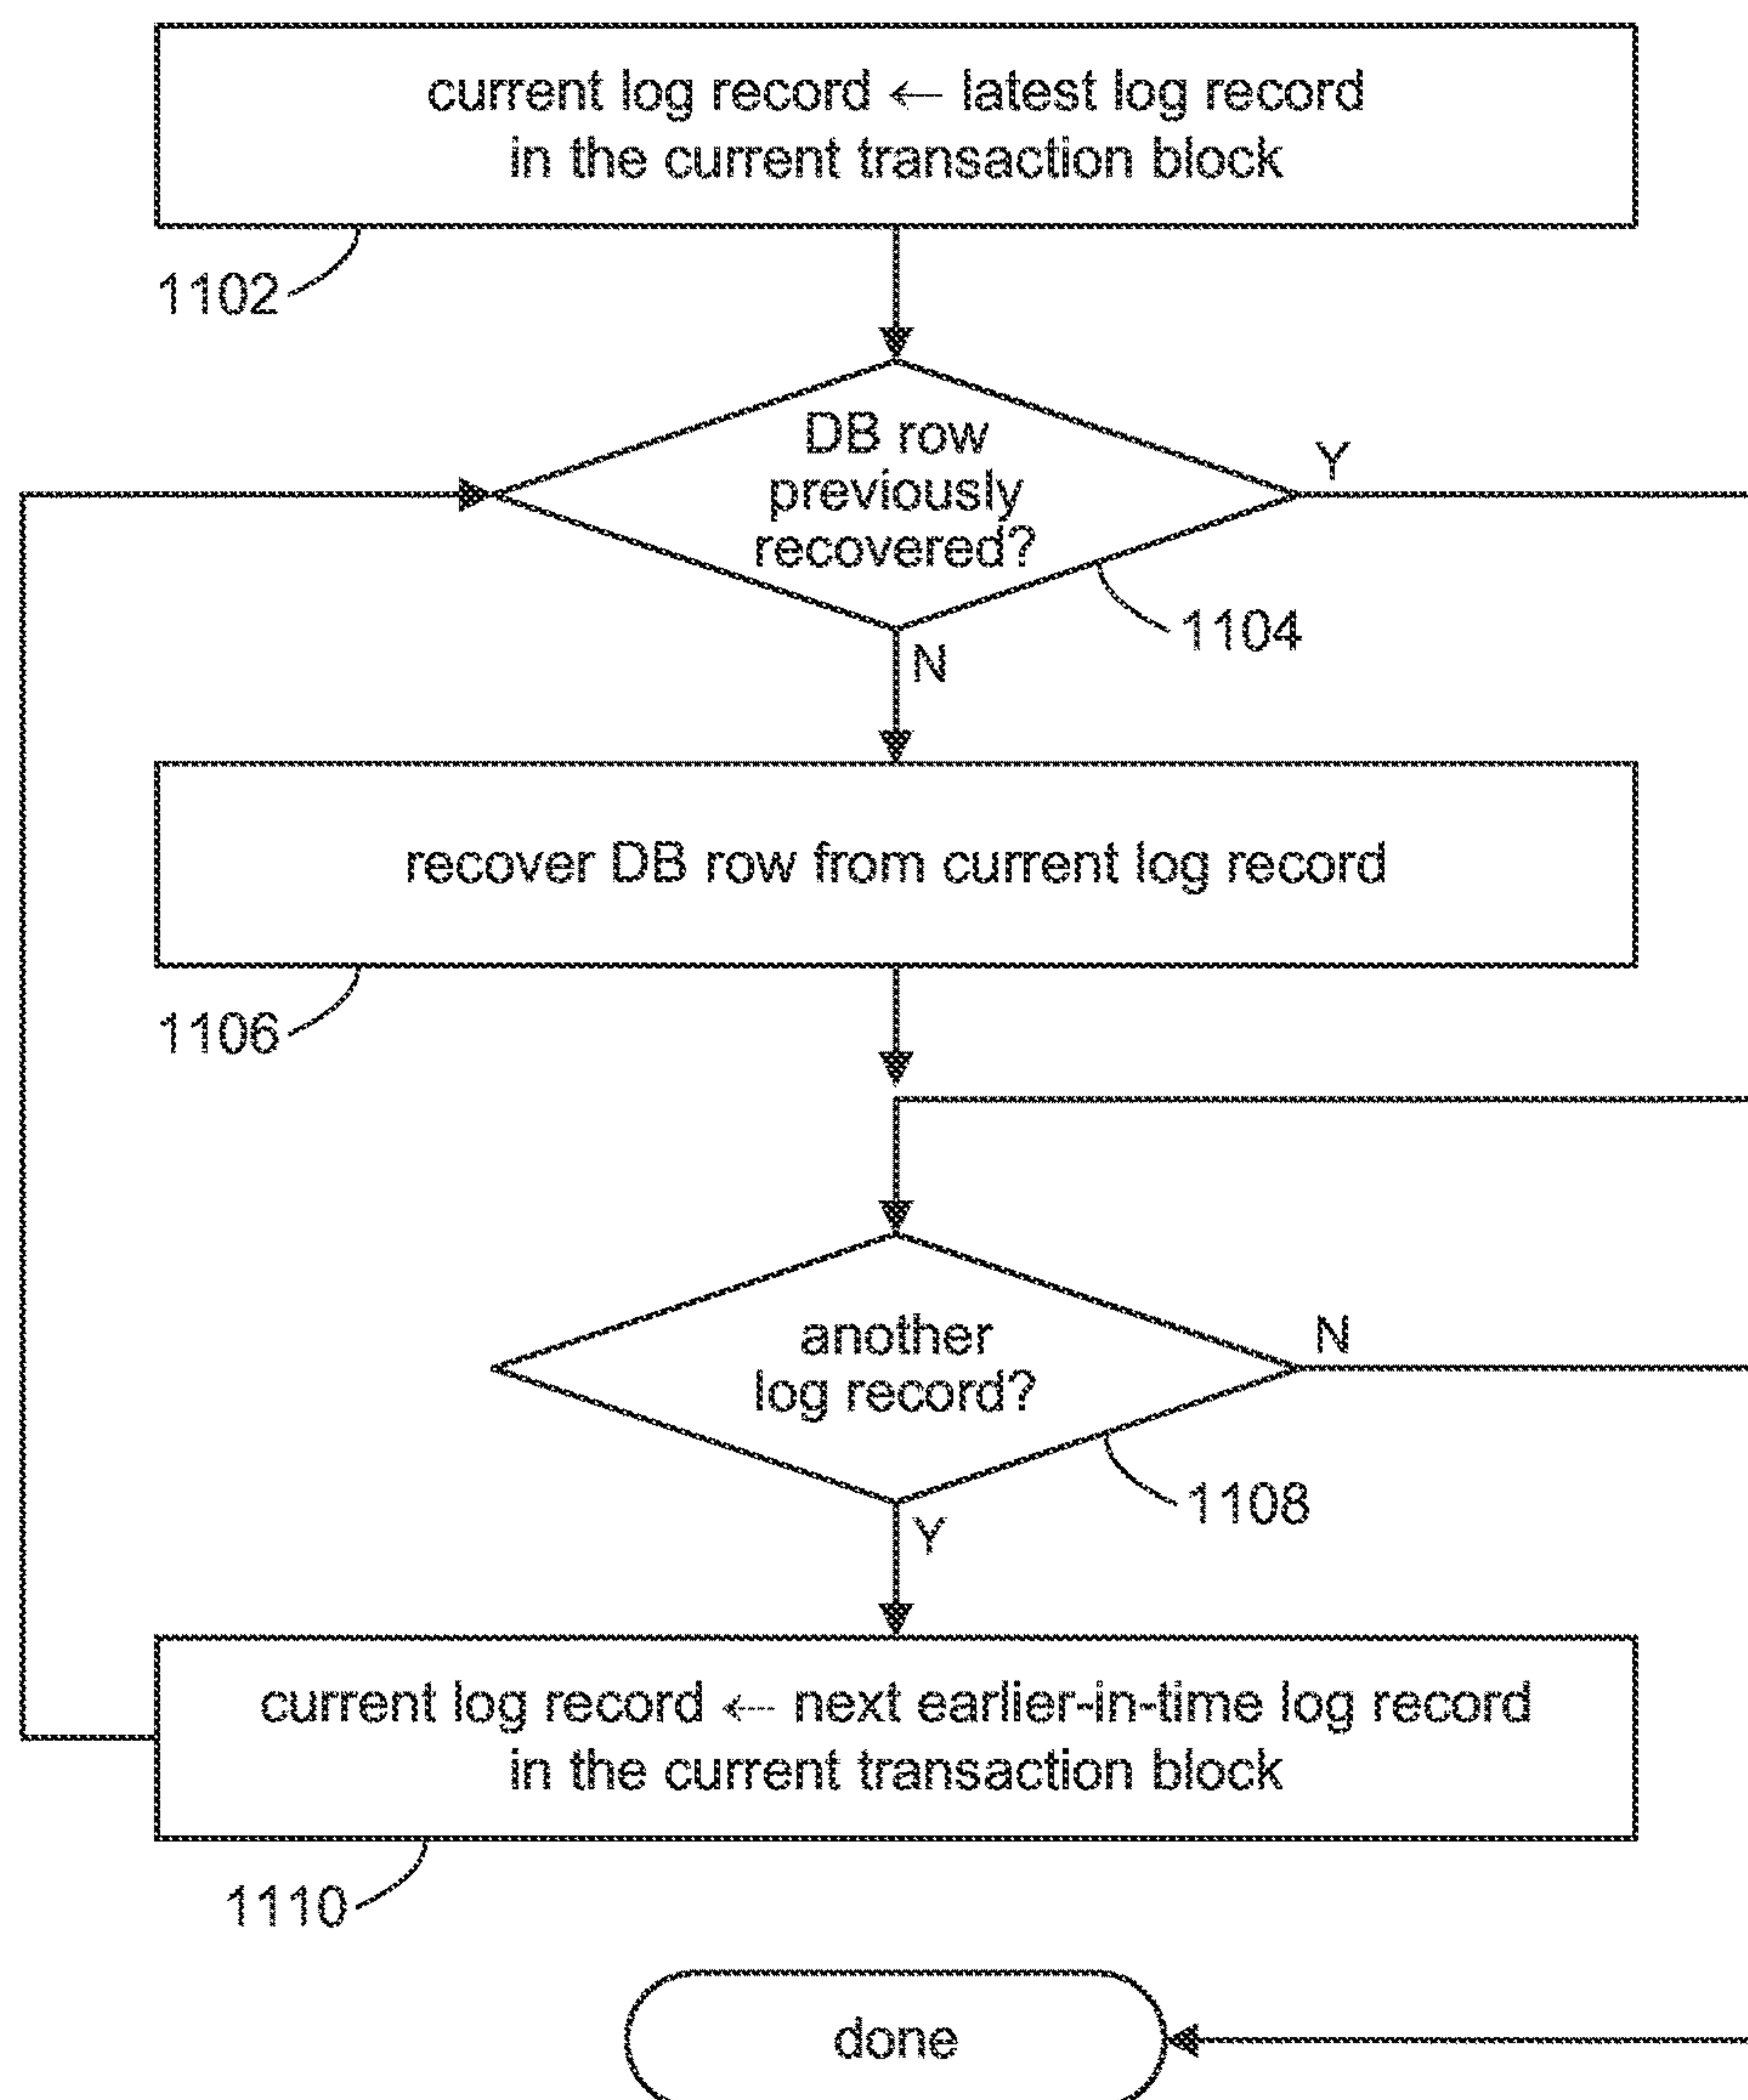 current log record ← latest log record
in the current transaction block
1102
DB row
previously
recovered?
Y
1104
N
recover DB row from current log record
1106
another
log record?
N
1108
Y
current log record ← next earlier-in-time log record
in the current transaction block
1110
done